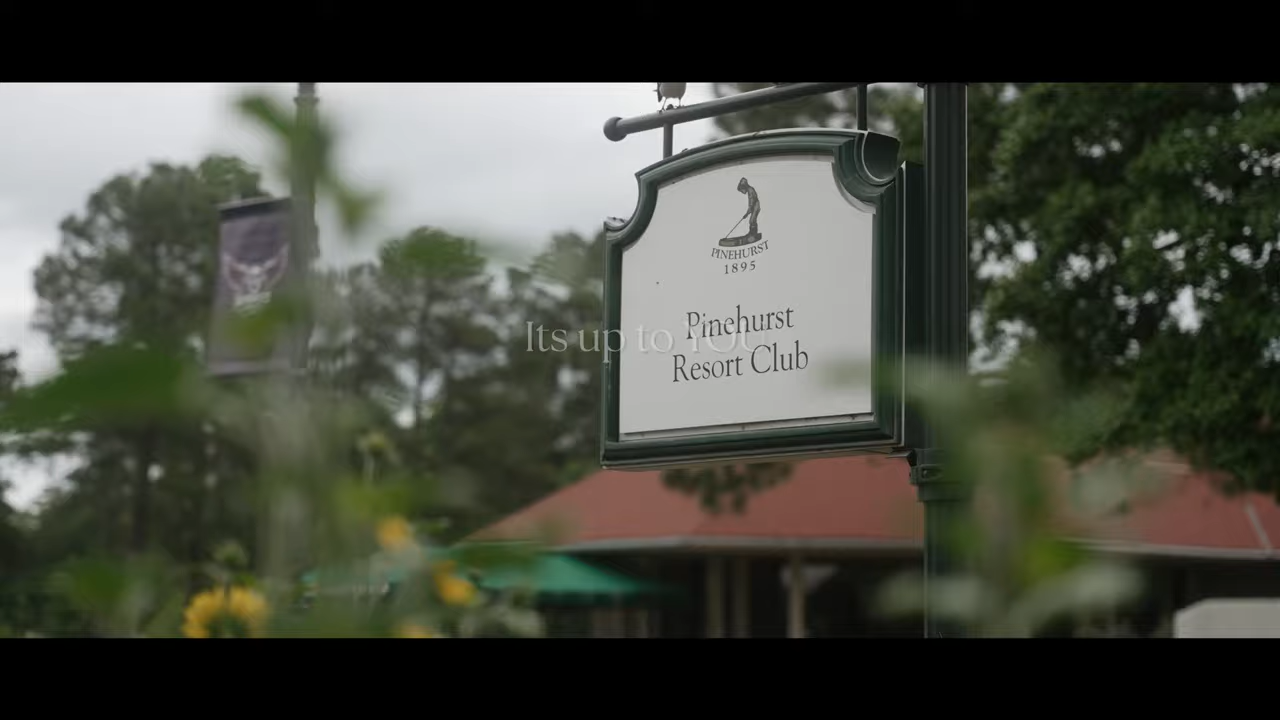 PINEHURST
1895
Pinehurst
Resort Club
Its up to YOU